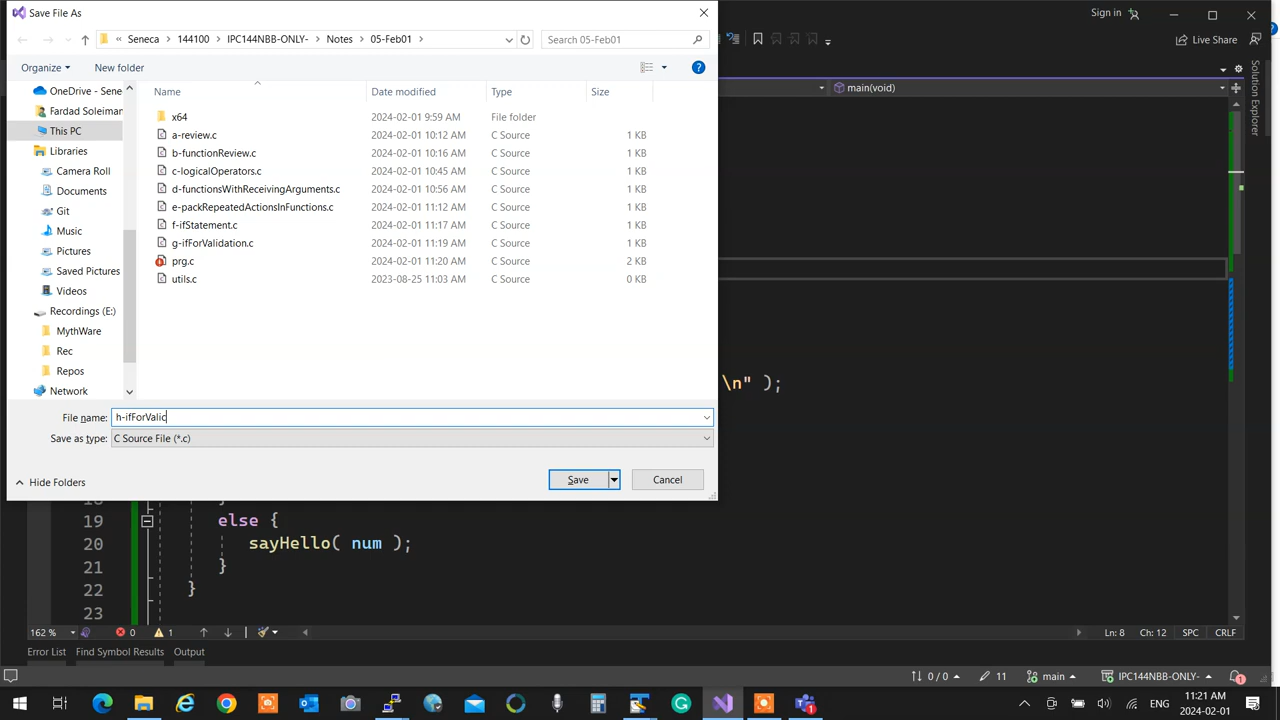 Save File As
Sign in
« Seneca > 144100 > IPC144NBB-ONLY- > Notes > 05-Feb01 >
Search 05-Feb01
Live Share
Organize
New folder
Name
Date modified
Type
Size
main(void)
Solution Explorer
OneDrive - Sene
Fardad Soleiman
This PC
Libraries
Camera Roll
Documents
Git
Music
Pictures
Saved Pictures
Videos
Recordings (E:)
MythWare
Rec
Repos
Network
x64 2024-02-01 9:59 AM File folder
a-review.c 2024-02-01 10:12 AM C Source 1 KB
b-functionReview.c 2024-02-01 10:16 AM C Source 1 KB
c-logicalOperators.c 2024-02-01 10:45 AM C Source 1 KB
d-functionsWithReceivingArguments.c 2024-02-01 10:56 AM C Source 1 KB
e-packRepeatedActionsInFunctions.c 2024-02-01 11:12 AM C Source 1 KB
f-ifStatement.c 2024-02-01 11:17 AM C Source 1 KB
g-ifForValidation.c 2024-02-01 11:19 AM C Source 1 KB
prg.c 2024-02-01 11:20 AM C Source 2 KB
utils.c 2023-08-25 11:03 AM C Source 0 KB
\n" );
File name: h-ifForValic
Save as type: C Source File (*.c)
Hide Folders
Save
Cancel
19 else {
20 sayHello( num );
21 }
22 }
23
162 % 0 1
Ln: 8 Ch: 12 SPC CRLF
Error List Find Symbol Results Output
0 / 0 11 main IPC144NBB-ONLY- 1
ENG
11:21 AM
2024-02-01